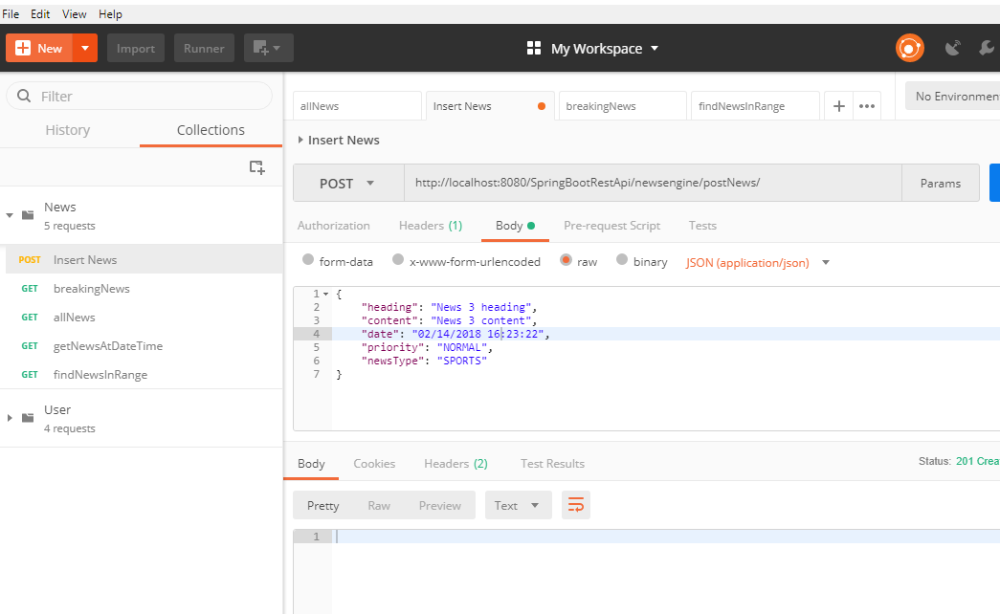 File Edit View Help
New Import Runner My Workspace
Filter
History Collections
News
5 requests
POST Insert News
GET breakingNews
GET allNews
GET getNewsAtDateTime
GET findNewsInRange
User
4 requests
allNews Insert News breakingNews findNewsInRange + ••• No Environmen
Insert News
POST http://localhost:8080/SpringBootRestApi/newsengine/postNews/ Params
Authorization Headers (1) Body Pre-request Script Tests
form-data x-www-form-urlencoded raw binary JSON (application/json)
1 {
2 "heading": "News 3 heading",
3 "content": "News 3 content",
4 "date": "02/14/2018 16:23:22",
5 "priority": "NORMAL",
6 "newsType": "SPORTS"
7 }
Body Cookies Headers (2) Test Results Status: 201 Crea
Pretty Raw Preview Text
1